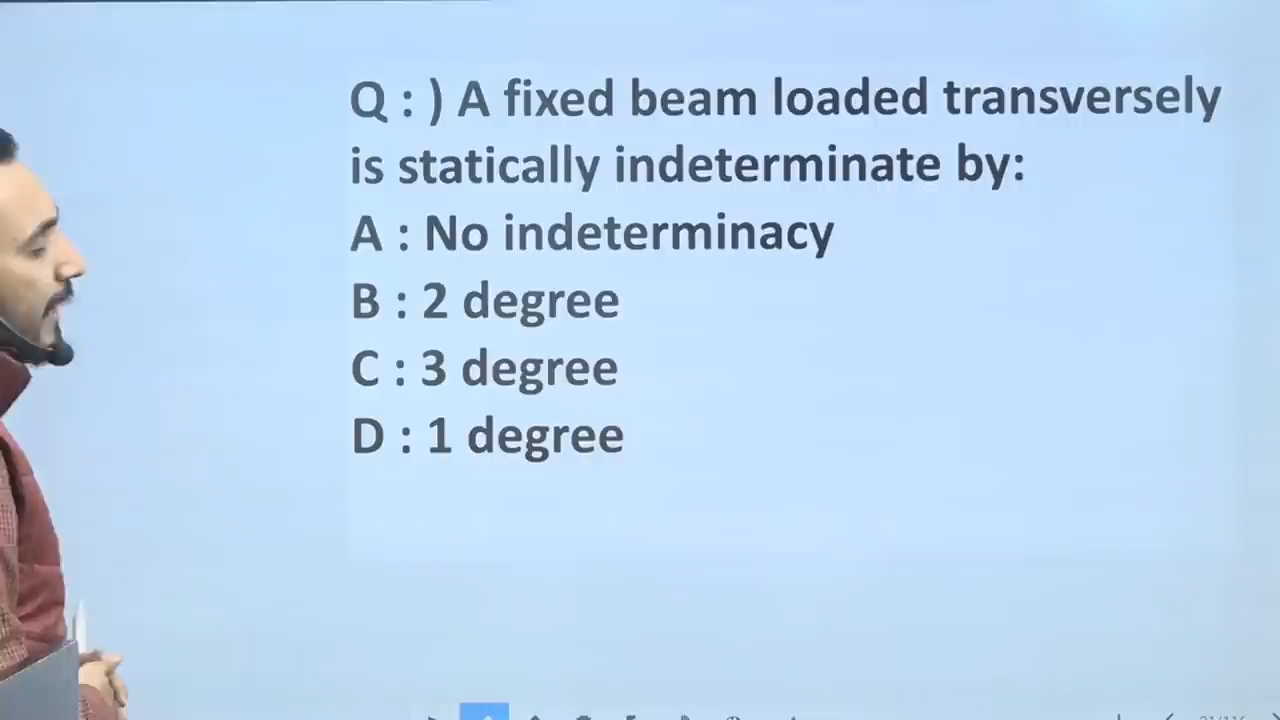 Q : ) A fixed beam loaded transversely
is statically indeterminate by:
A : No indeterminacy
B : 2 degree
C : 3 degree
D : 1 degree